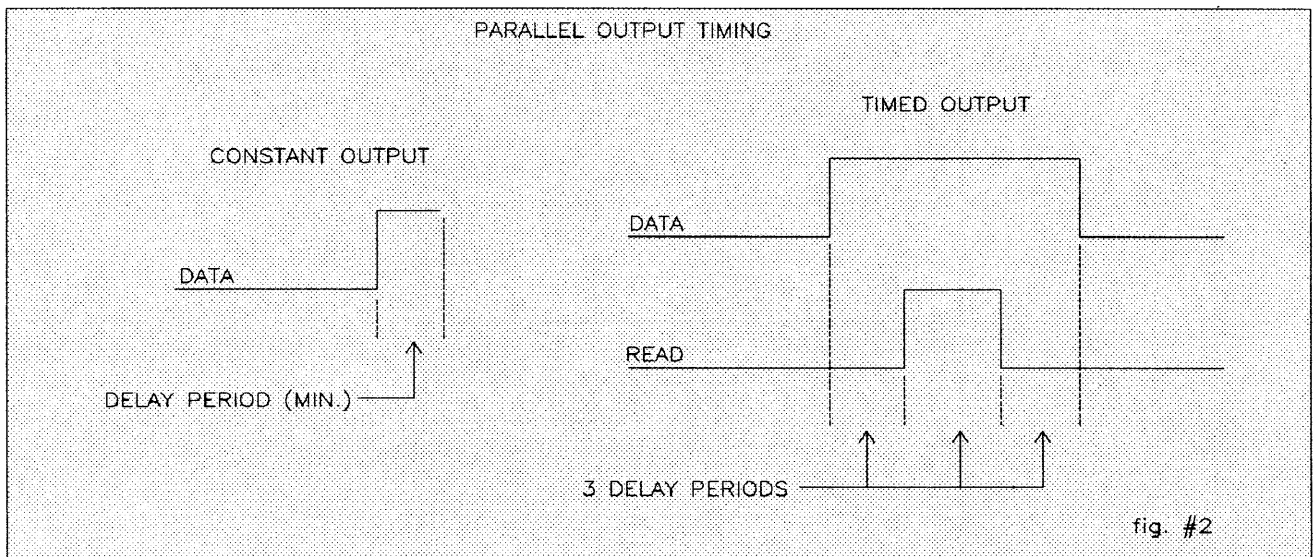 PARALLEL OUTPUT TIMING
CONSTANT OUTPUT
DATA
DELAY PERIOD (MIN.)
TIMED OUTPUT
DATA
READ
3 DELAY PERIODS
fig. #2